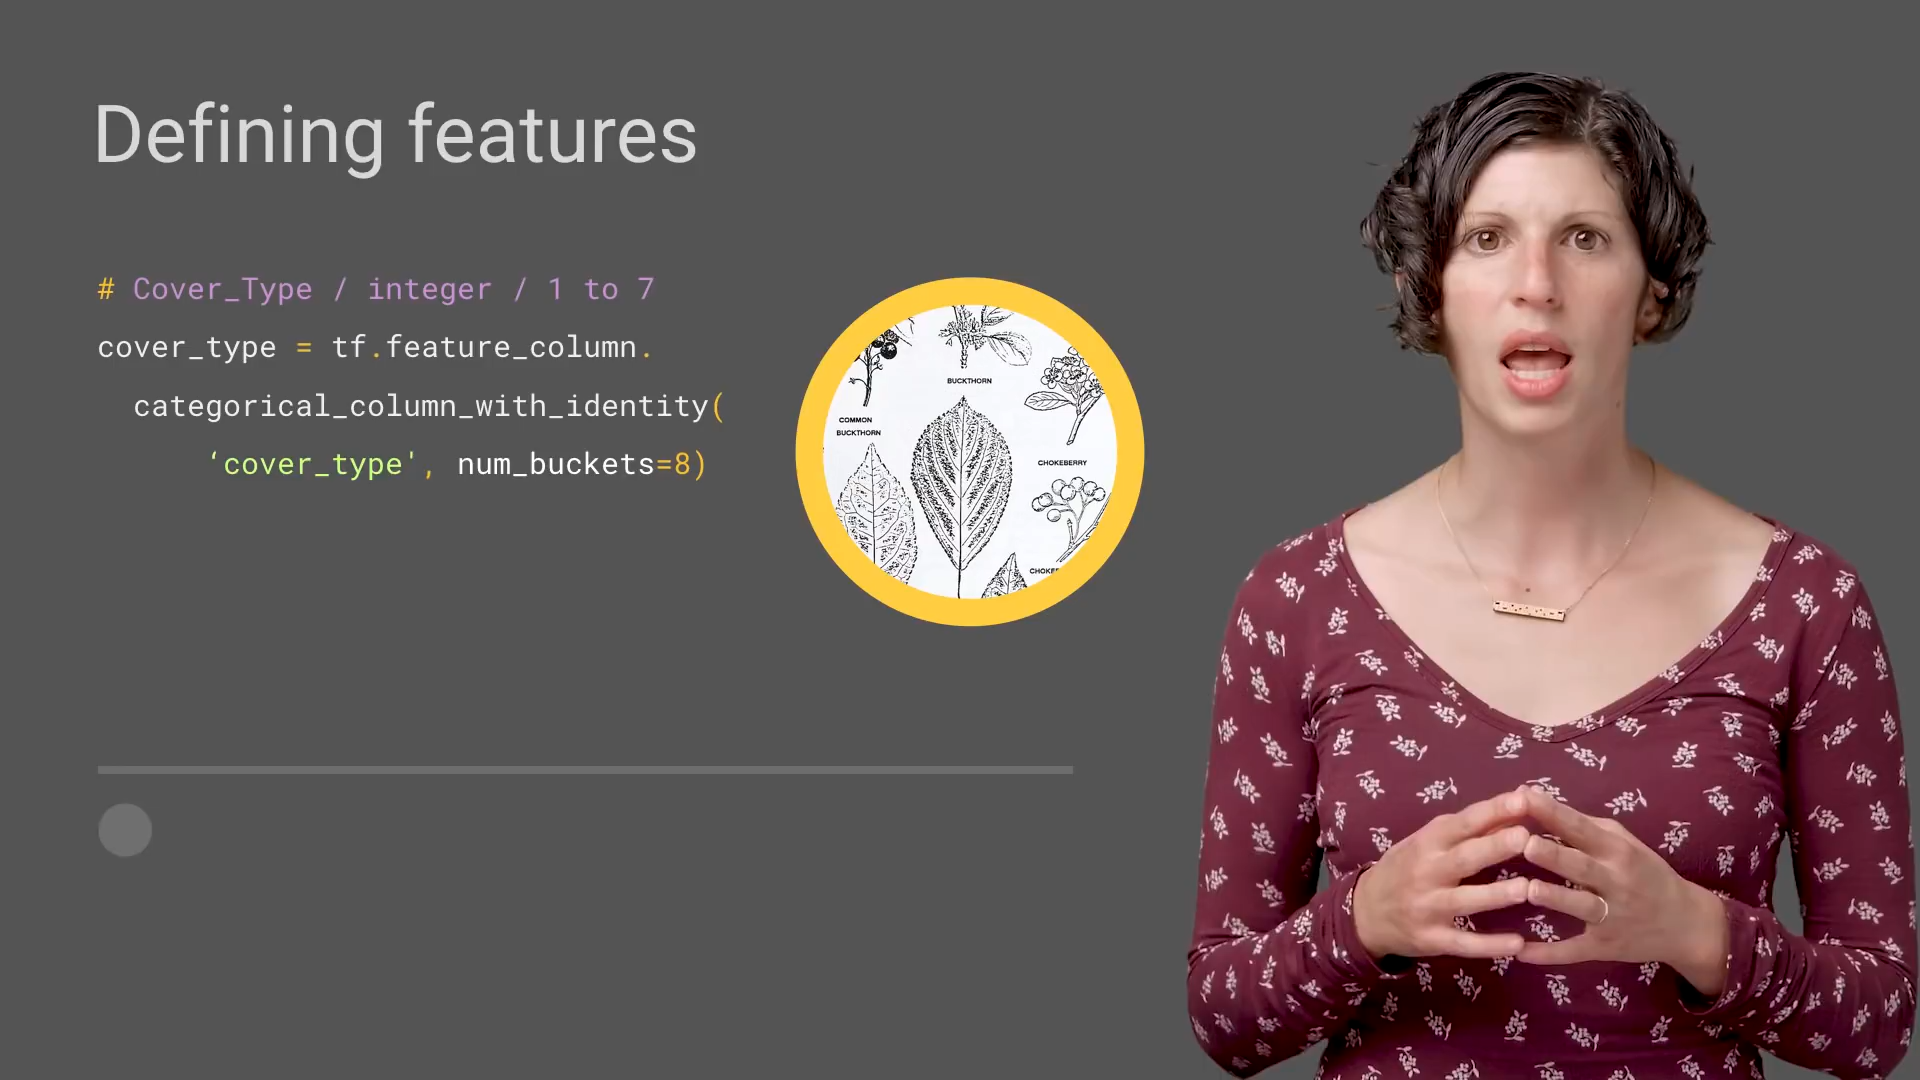 Defining features
# Cover_Type / integer / 1 to 7
cover_type = tf.feature_column.
categorical_column_with_identity(
‘cover_type', num_buckets=8)
BUCKTHORN
COMMON
BUCKTHORN
CHOKEBERRY